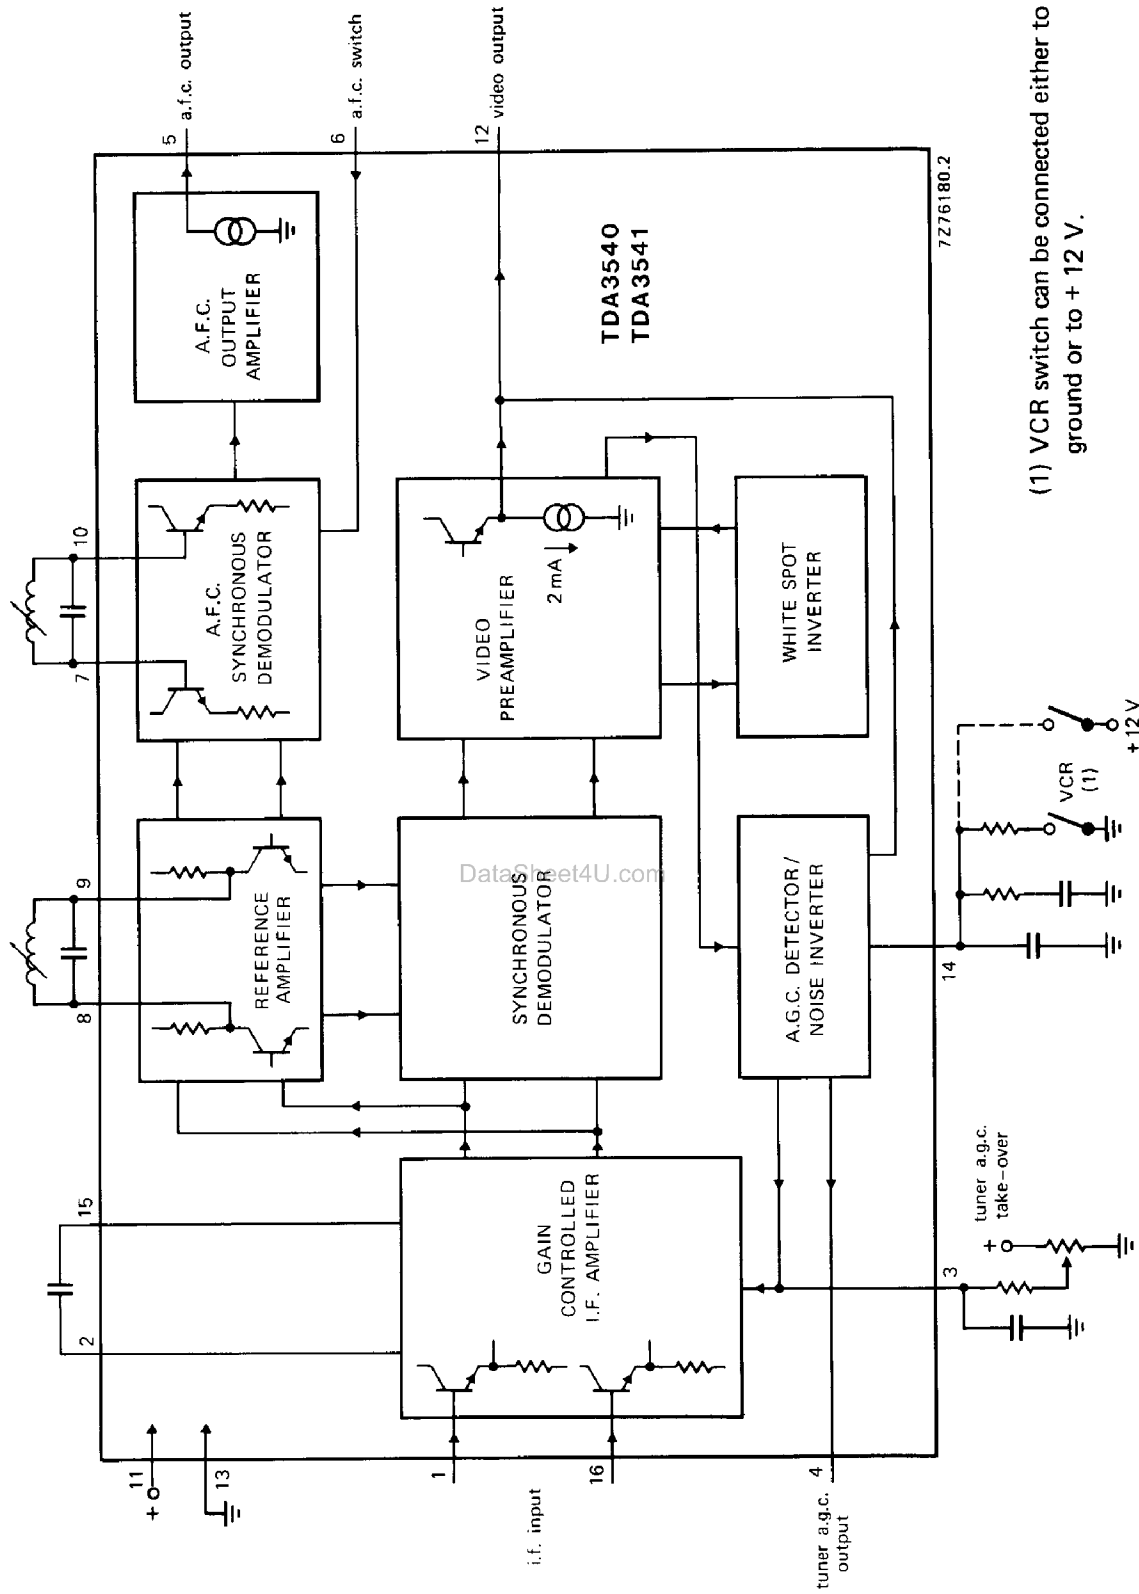 5 a.f.c. output
6 a.f.c. switch
12 video output
7Z76180.2
TDA3540
TDA3541
(1) VCR switch can be connected either to
ground or to + 12 V.
A.F.C.
OUTPUT
AMPLIFIER
10
7
A.F.C.
SYNCHRONOUS
DEMODULATOR
VIDEO
PREAMPLIFIER
2 mA
WHITE SPOT
INVERTER
9
8
REFERENCE
AMPLIFIER
SYNCHRONOUS
DEMODULATOR
DataSheet4U.com
A.G.C. DETECTOR/
NOISE INVERTER
14
VCR
(1)
+12 V
15
2
GAIN
CONTROLLED
I.F. AMPLIFIER
3
+
tuner a.g.c.
take-over
+
11
13
1
16
i.f. input
4
tuner a.g.c.
output